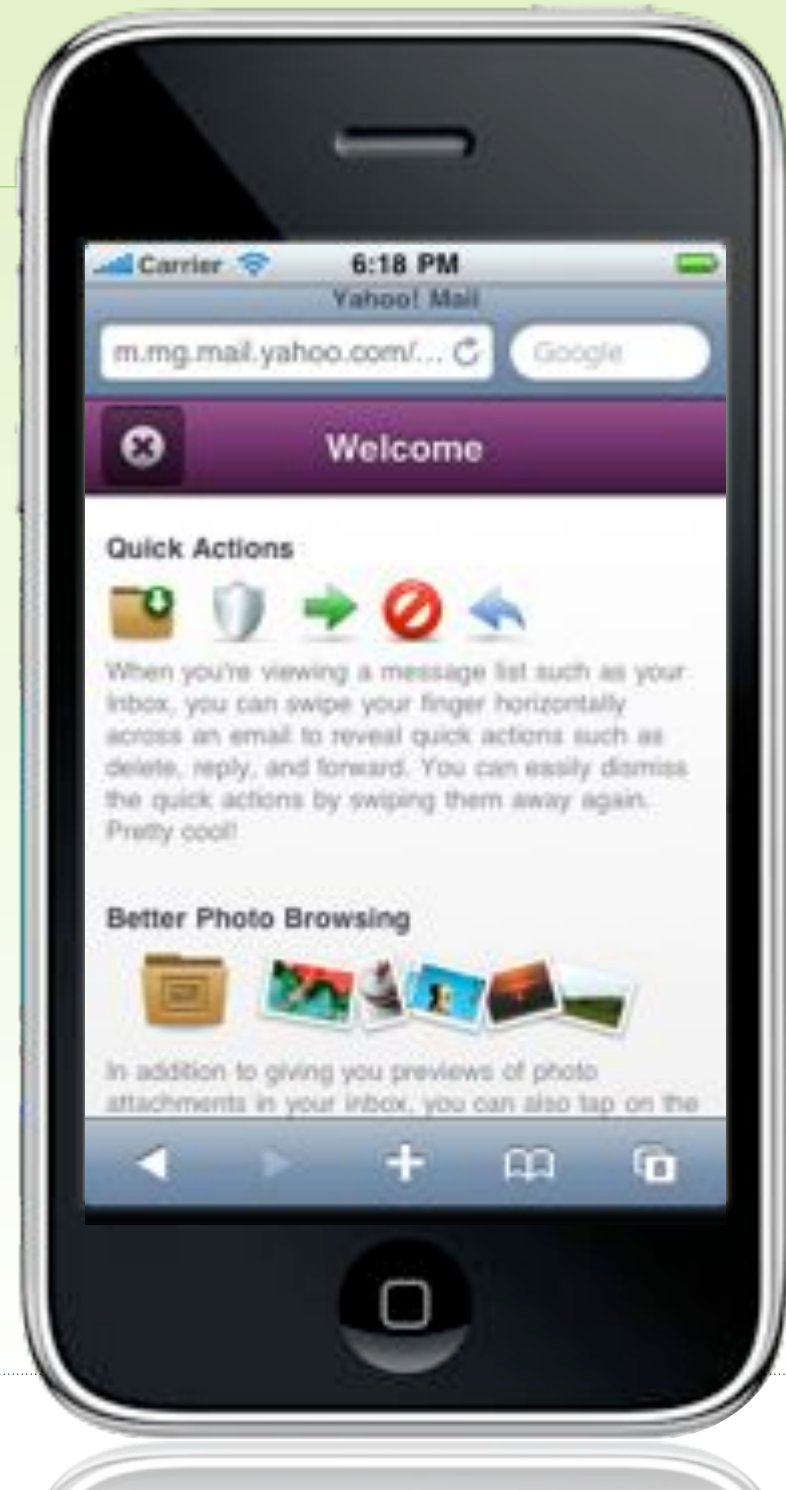 Carrier 6:18 PM
Yahoo! Mail
m.mg.mail.yahoo.com/... Google
Welcome
Quick Actions
When you're viewing a message list such as your
Inbox, you can swipe your finger horizontally
across an email to reveal quick actions such as
delete, reply, and forward. You can easily dismiss
the quick actions by swiping them away again.
Pretty cool!
Better Photo Browsing
In addition to giving you previews of photo
attachments in your inbox, you can also tap on the